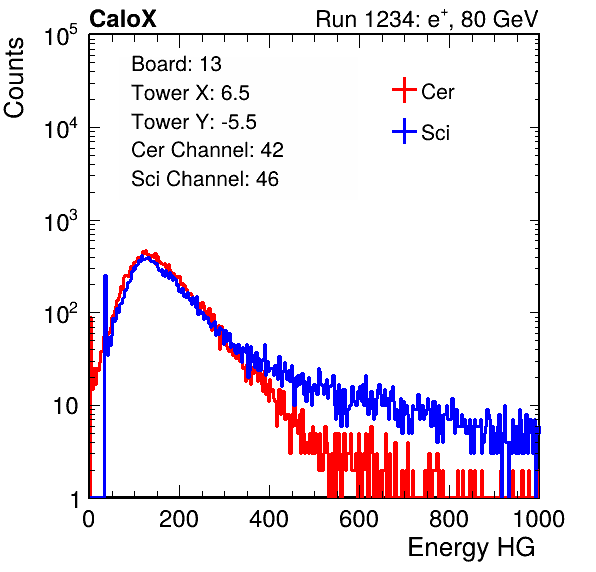 CaloX Run 1234: e⁺, 80 GeV
Counts
10⁵
10⁴
10³
10²
10
1
Board: 13
Tower X: 6.5
Tower Y: -5.5
Cer Channel: 42
Sci Channel: 46
Cer
Sci
0 200 400 600 800 1000
Energy HG